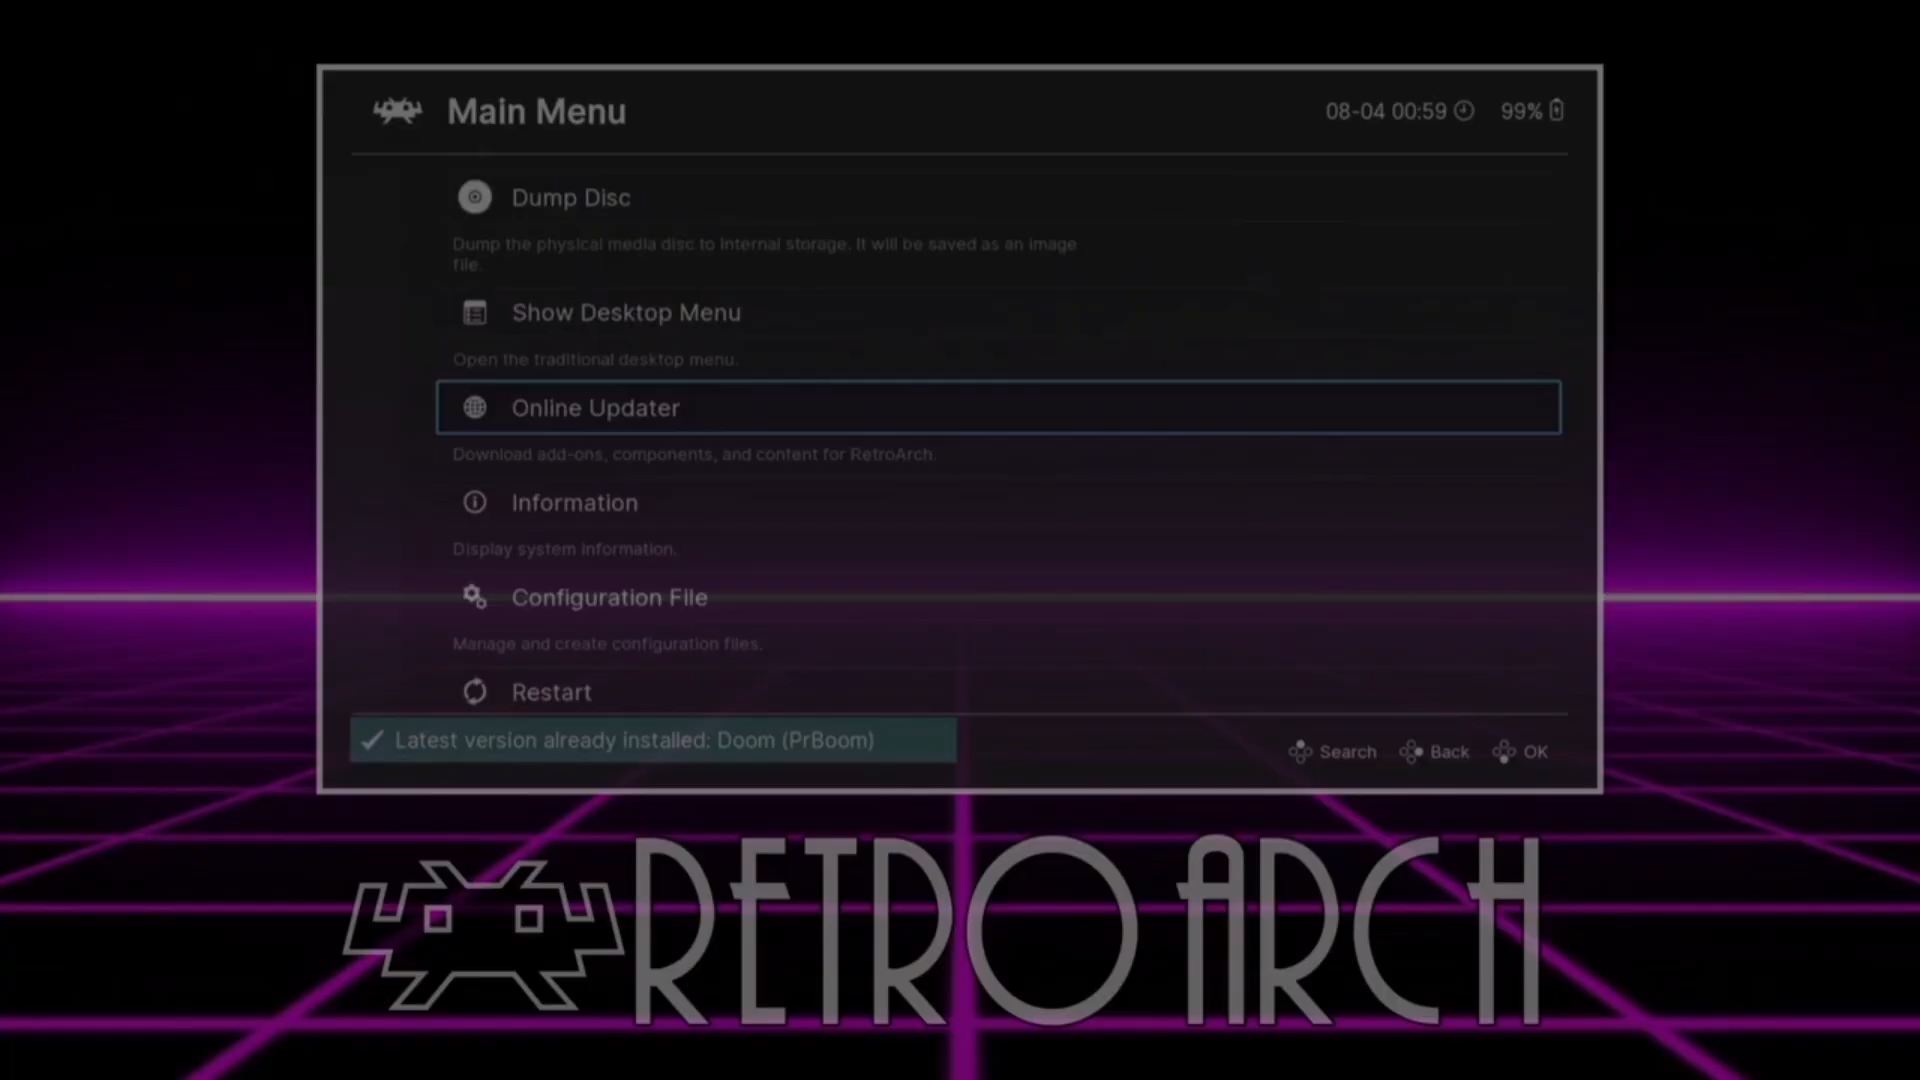 Main Menu
08-04 00:59
99%
Dump Disc
Dump the physical media disc to internal storage. It will be saved as an image
file.
Show Desktop Menu
Open the traditional desktop menu.
Online Updater
Download add-ons, components, and content for RetroArch.
Information
Display system information.
Configuration File
Manage and create configuration files.
Restart
Latest version already installed: Doom (PrBoom)
Search
Back
OK
RETROARCH